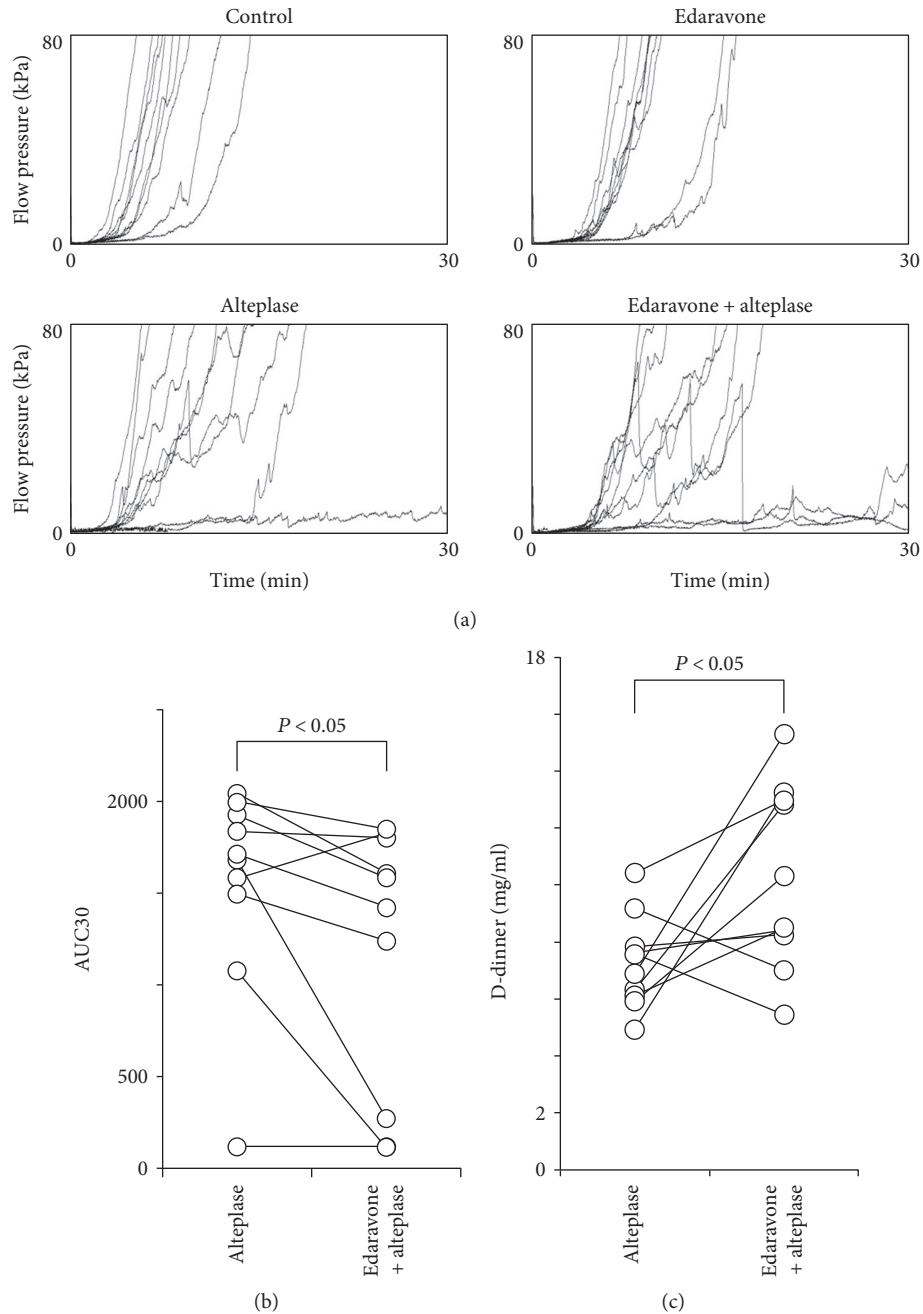 Control
Edaravone
Flow pressure (kPa)
80
0
0
30
80
0
0
30
Alteplase
Edaravone + alteplase
Flow pressure (kPa)
80
0
0
30
80
0
0
30
Time (min)
Time (min)
(a)
P < 0.05
AUC30
2000
500
0
Alteplase
Edaravone
+ alteplase
(b)
P < 0.05
D-dinner (mg/ml)
18
2
0
Alteplase
Edaravone
+ alteplase
(c)